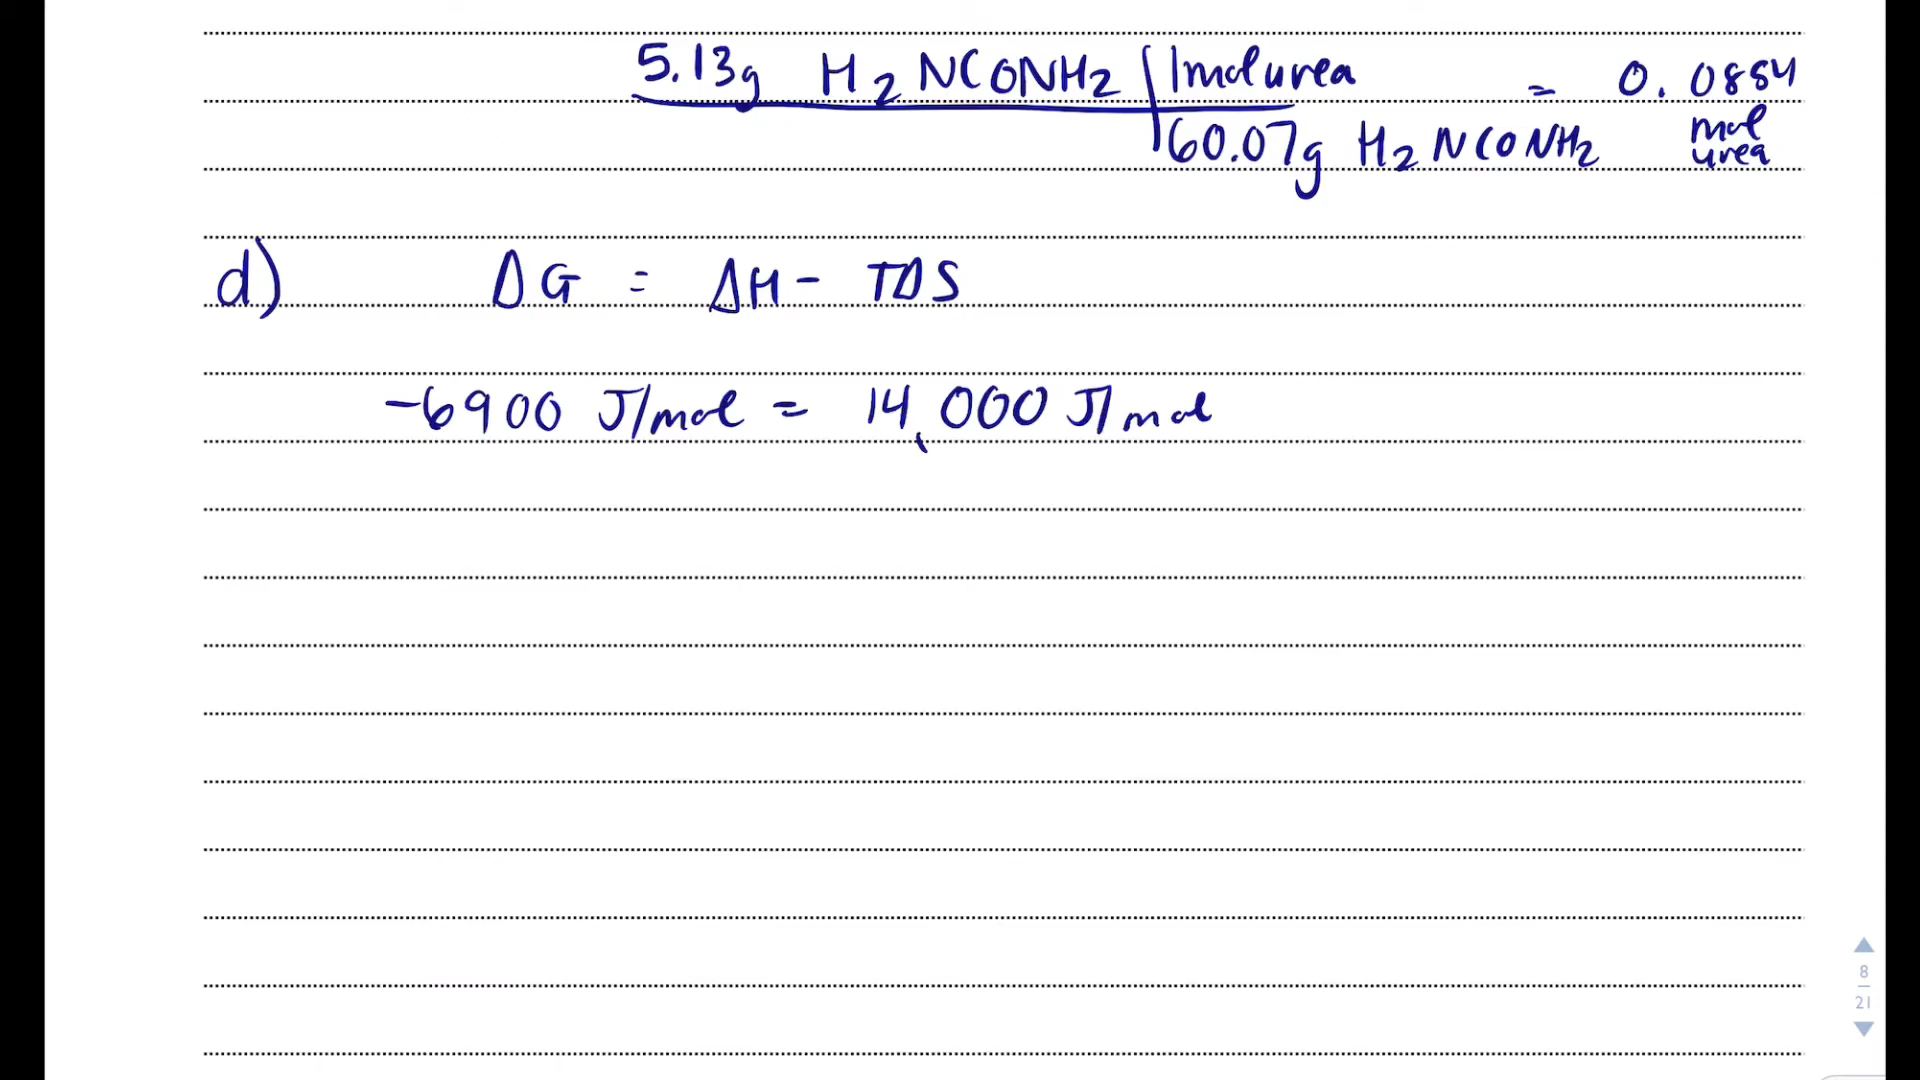 5.13g H2NCONH2 | 1mol urea = 0.0884
60.07g H2NCONH2 mol
urea
d) ΔG = ΔH - TΔS
-6900 J/mol = 14,000 J/mol
8
21